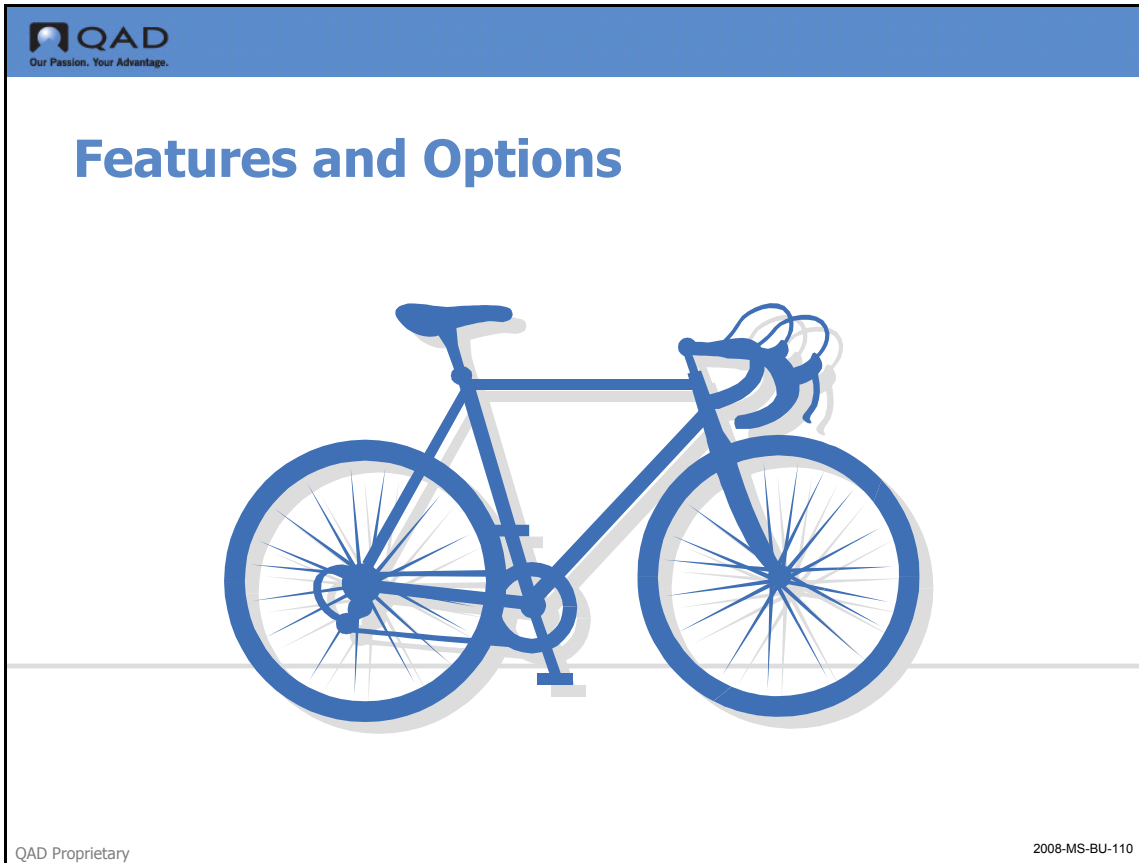 QAD
Our Passion. Your Advantage.
Features and Options
QAD Proprietary
2008-MS-BU-110